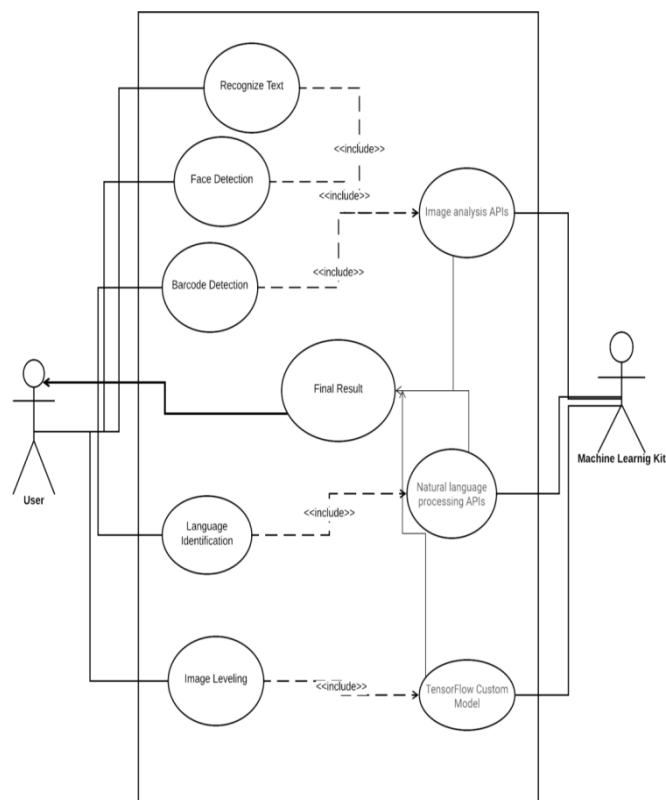 Recognize Text
<<include>>
Face Detection
<<include>>
Image analysis APIs
<<include>>
Barcode Detection
Final Result
Machine Learnig Kit
User
Natural language
processing APIs
<<include>>
Language
Identification
Image Leveling
<<include>>
TensorFlow Custom
Model